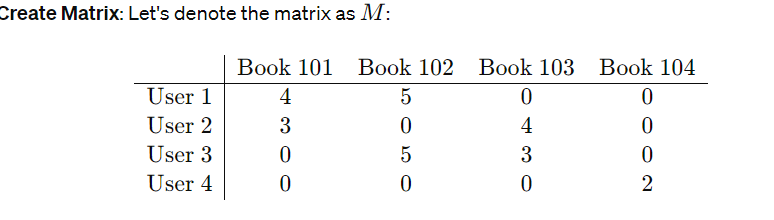 Create Matrix: Let's denote the matrix as M:
Book 101 Book 102 Book 103 Book 104
User 1 4 5 0 0
User 2 3 0 4 0
User 3 0 5 3 0
User 4 0 0 0 2